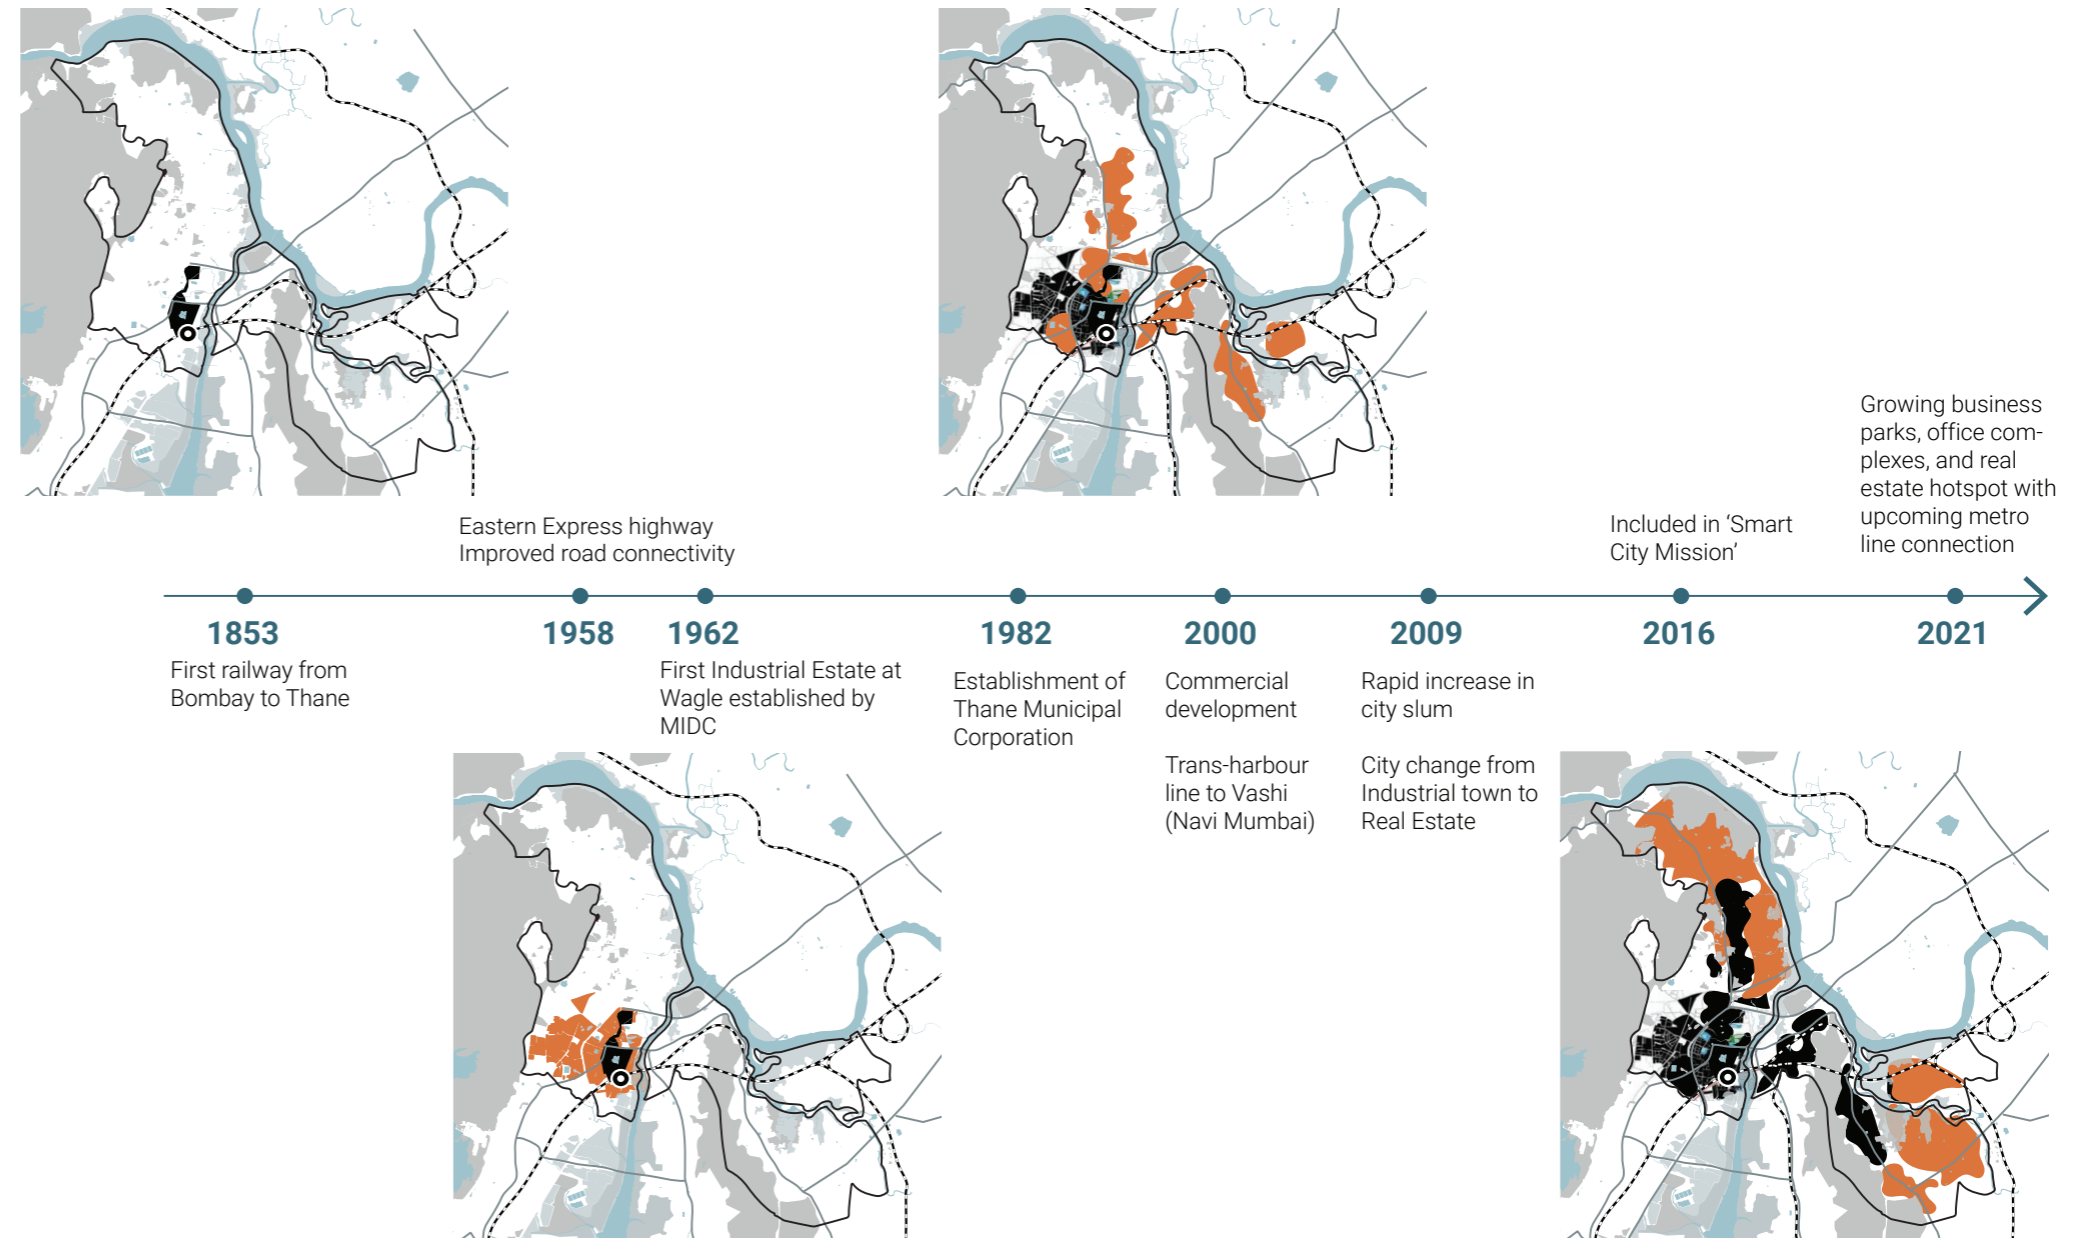 Growing business
parks, office com-
plexes, and real
estate hotspot with
upcoming metro
line connection
Eastern Express highway
Improved road connectivity
Included in ‘Smart
City Mission’
1853
1958
1962
1982
2000
2009
2016
2021
First railway from
Bombay to Thane
First Industrial Estate at
Wagle established by
MIDC
Establishment of
Thane Municipal
Corporation
Commercial
development
Trans-harbour
line to Vashi
(Navi Mumbai)
Rapid increase in
city slum
City change from
Industrial town to
Real Estate